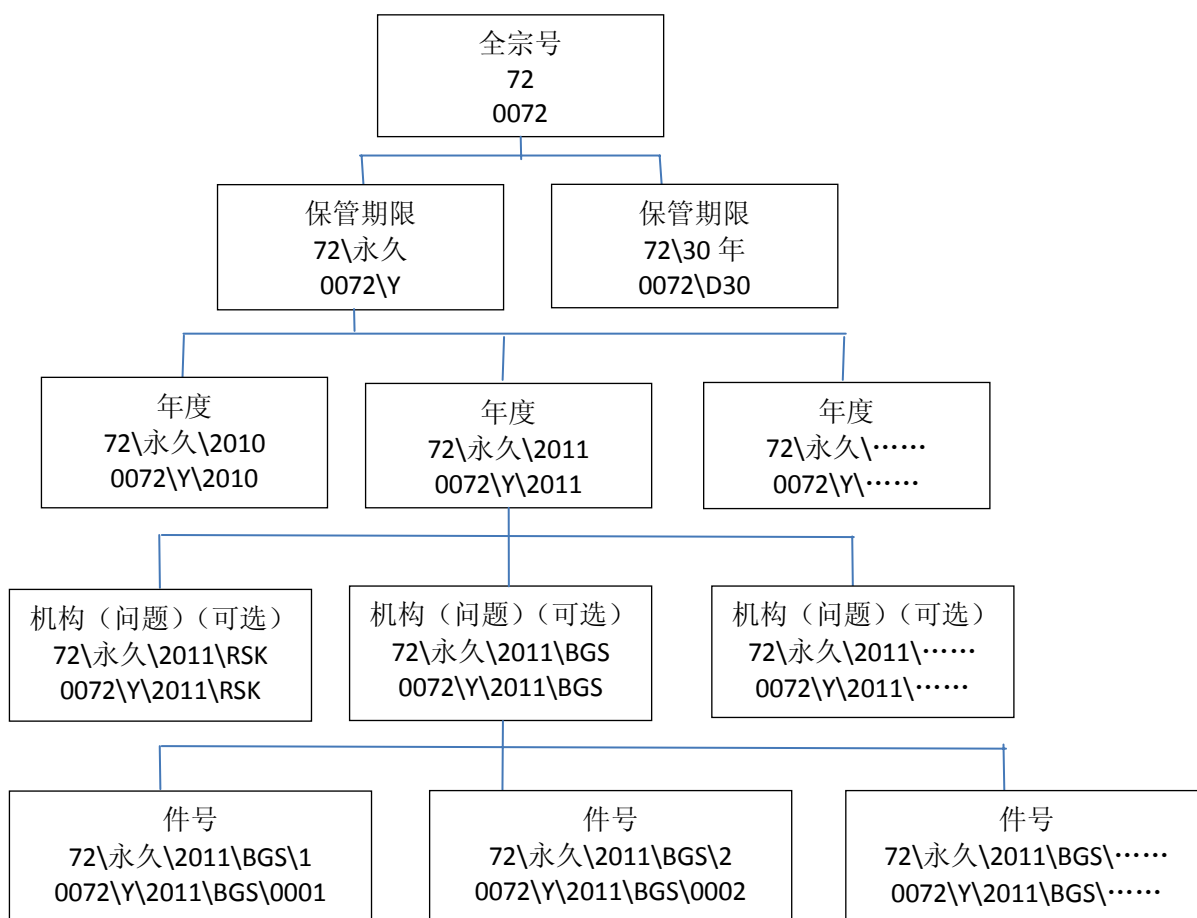 全宗号
72
0072
保管期限
72\永久
0072\Y
保管期限
72\30 年
0072\D30
年度
72\永久\2010
0072\Y\2010
年度
72\永久\2011
0072\Y\2011
年度
72\永久\……
0072\Y\……
机构（问题）（可选）
72\永久\2011\RSK
0072\Y\2011\RSK
机构（问题）（可选）
72\永久\2011\BGS
0072\Y\2011\BGS
机构（问题）（可选）
72\永久\2011\……
0072\Y\2011\……
件号
72\永久\2011\BGS\1
0072\Y\2011\BGS\0001
件号
72\永久\2011\BGS\2
0072\Y\2011\BGS\0002
件号
72\永久\2011\BGS\……
0072\Y\2011\BGS\……